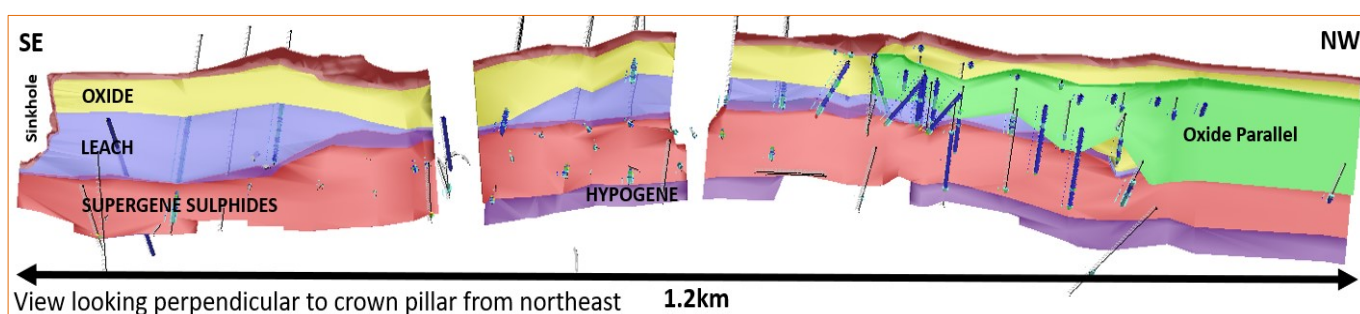 SE
NW
Sinkhole
OXIDE
LEACH
Oxide Parallel
SUPERGENE SULPHIDES
HYPOGENE
View looking perpendicular to crown pillar from northeast
1.2km